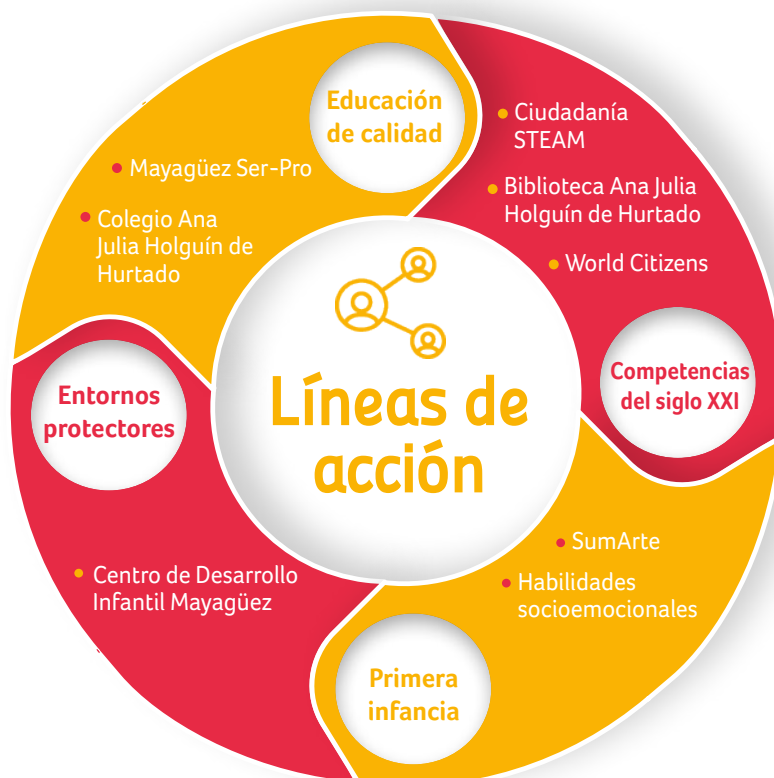 Educación
de calidad
Mayagüez Ser-Pro
Colegio Ana
Julia Holguín de
Hurtado
Ciudadanía
STEAM
Biblioteca Ana Julia
Holguín de Hurtado
World Citizens
Competencias
del siglo XXI
Líneas de
acción
Entornos
protectores
Centro de Desarrollo
Infantil Mayagüez
SumArte
Habilidades
socioemocionales
Primera
infancia